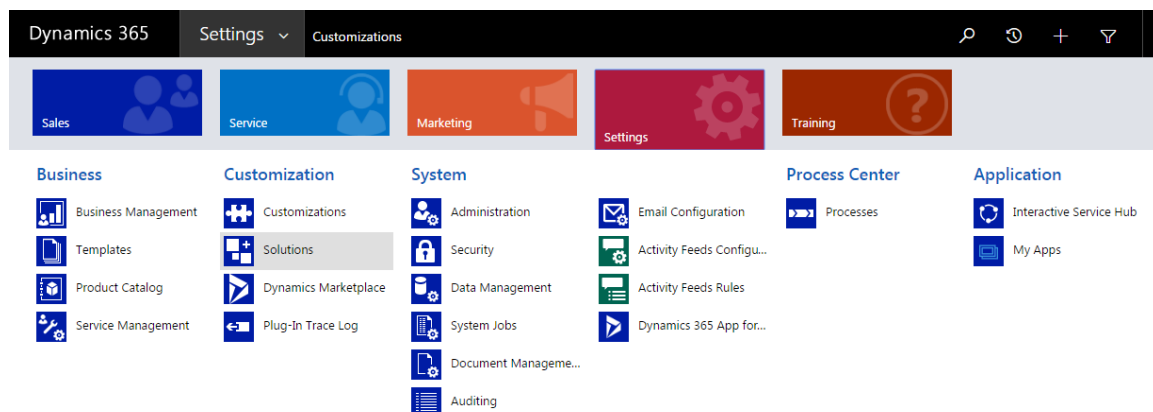 Dynamics 365 Settings Customizations
Sales Service Marketing Settings Training
Business Customization System Process Center Application
Business Management Customizations Administration Email Configuration Processes Interactive Service Hub
Templates Solutions Security Activity Feeds Configu... My Apps
Product Catalog Dynamics Marketplace Data Management Activity Feeds Rules
Service Management Plug-In Trace Log System Jobs Dynamics 365 App for...
Document Manageme...
Auditing